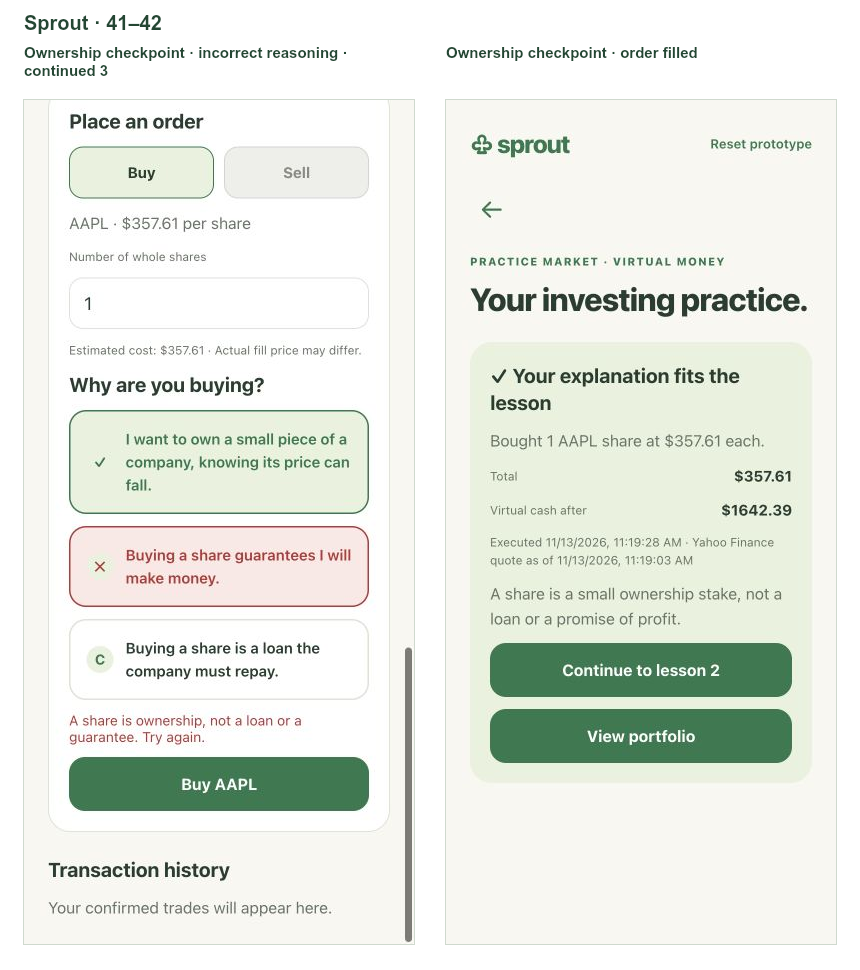 Sprout · 41–42
Ownership checkpoint · incorrect reasoning ·
continued 3
Place an order
Buy
Sell
AAPL · $357.61 per share
Number of whole shares
1
Estimated cost: $357.61 · Actual fill price may differ.
Why are you buying?
I want to own a small piece of a
company, knowing its price can
fall.
Buying a share guarantees I will
make money.
C
Buying a share is a loan the
company must repay.
A share is ownership, not a loan or a
guarantee. Try again.
Buy AAPL
Transaction history
Your confirmed trades will appear here.
Ownership checkpoint · order filled
sprout
Reset prototype
PRACTICE MARKET · VIRTUAL MONEY
Your investing practice.
✓ Your explanation fits the
lesson
Bought 1 AAPL share at $357.61 each.
Total $357.61
Virtual cash after $1642.39
Executed 11/13/2026, 11:19:28 AM · Yahoo Finance
quote as of 11/13/2026, 11:19:03 AM
A share is a small ownership stake, not a
loan or a promise of profit.
Continue to lesson 2
View portfolio